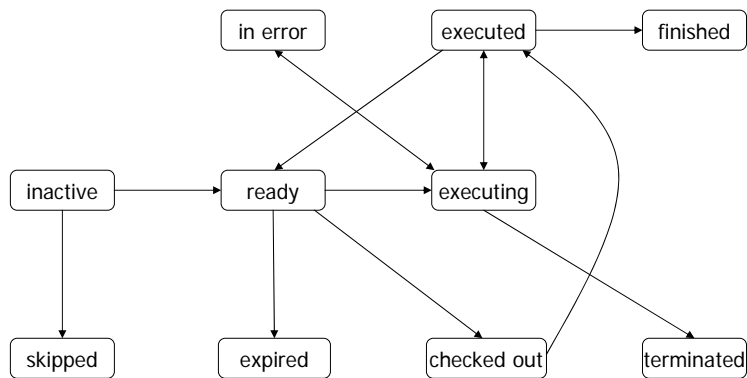 in error
executed
finished
inactive
ready
executing
skipped
expired
checked out
terminated